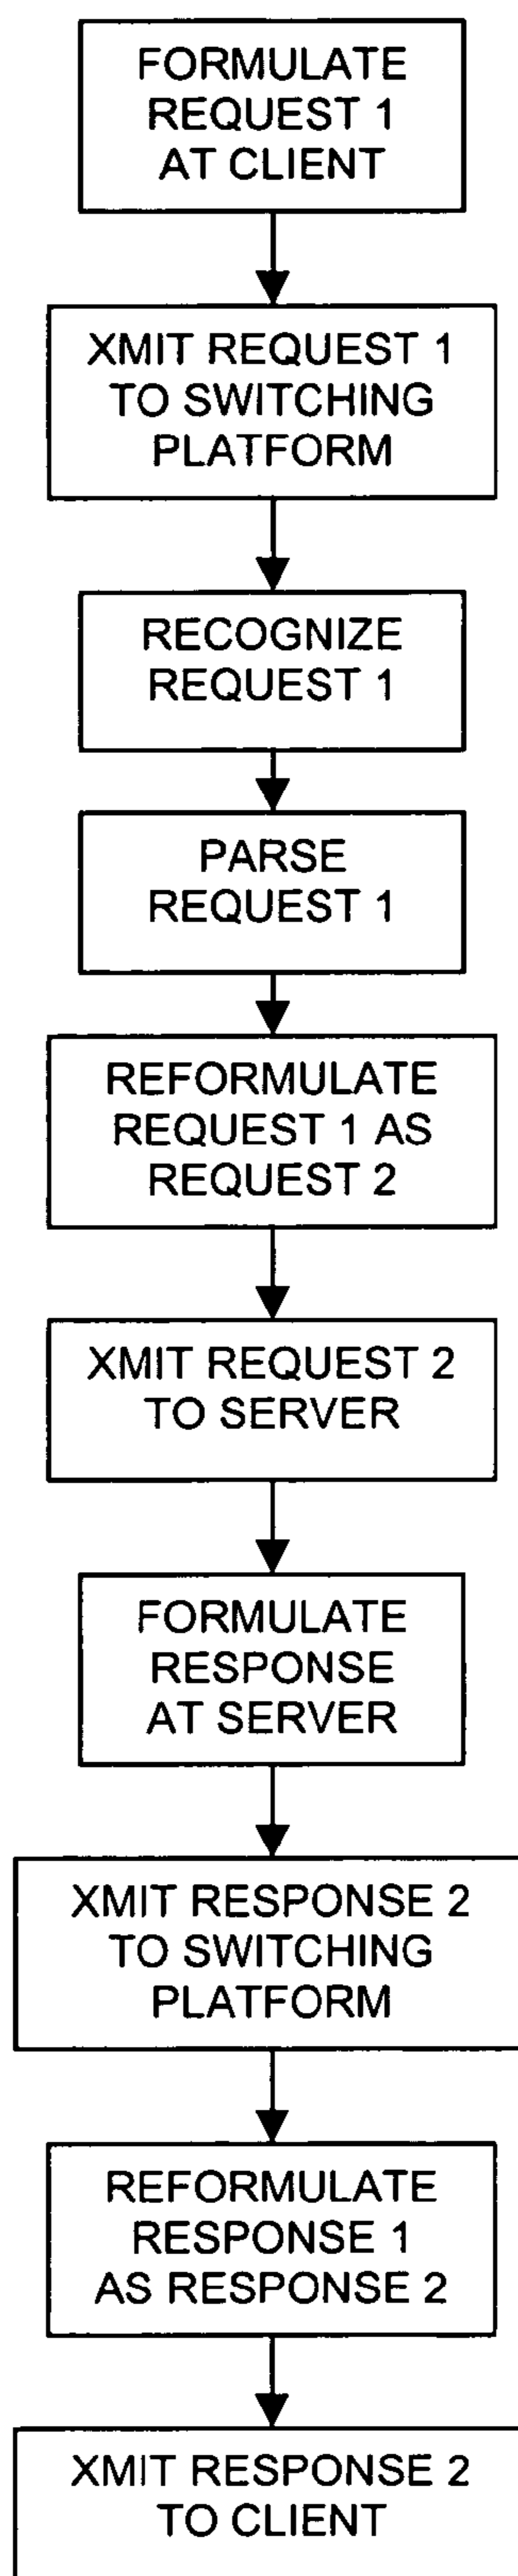 FORMULATE
REQUEST 1
AT CLIENT
XMIT REQUEST 1
TO SWITCHING
PLATFORM
RECOGNIZE
REQUEST 1
PARSE
REQUEST 1
REFORMULATE
REQUEST 1 AS
REQUEST 2
XMIT REQUEST 2
TO SERVER
FORMULATE
RESPONSE
AT SERVER
XMIT RESPONSE 2
TO SWITCHING
PLATFORM
REFORMULATE
RESPONSE 1
AS RESPONSE 2
XMIT RESPONSE 2
TO CLIENT